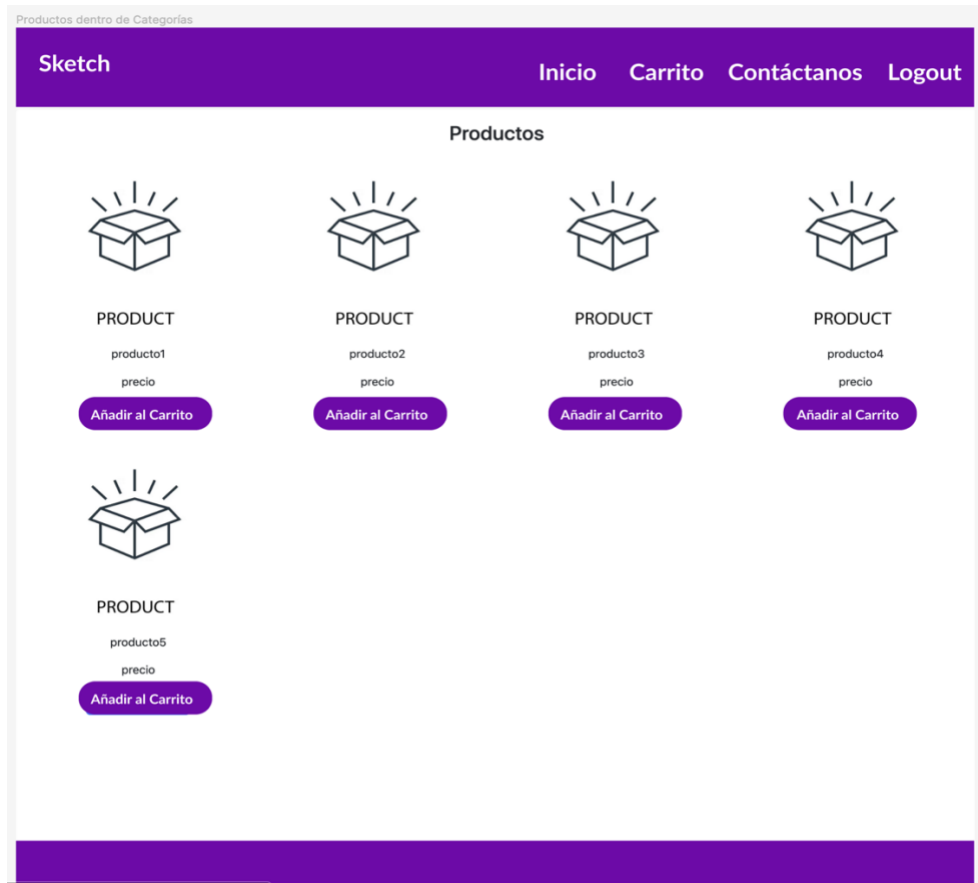 Productos dentro de Categorías
Sketch
Inicio Carrito Contáctanos Logout
Productos
PRODUCT PRODUCT PRODUCT PRODUCT
producto1 producto2 producto3 producto4
precio precio precio precio
Añadir al Carrito Añadir al Carrito Añadir al Carrito Añadir al Carrito
PRODUCT
producto5
precio
Añadir al Carrito